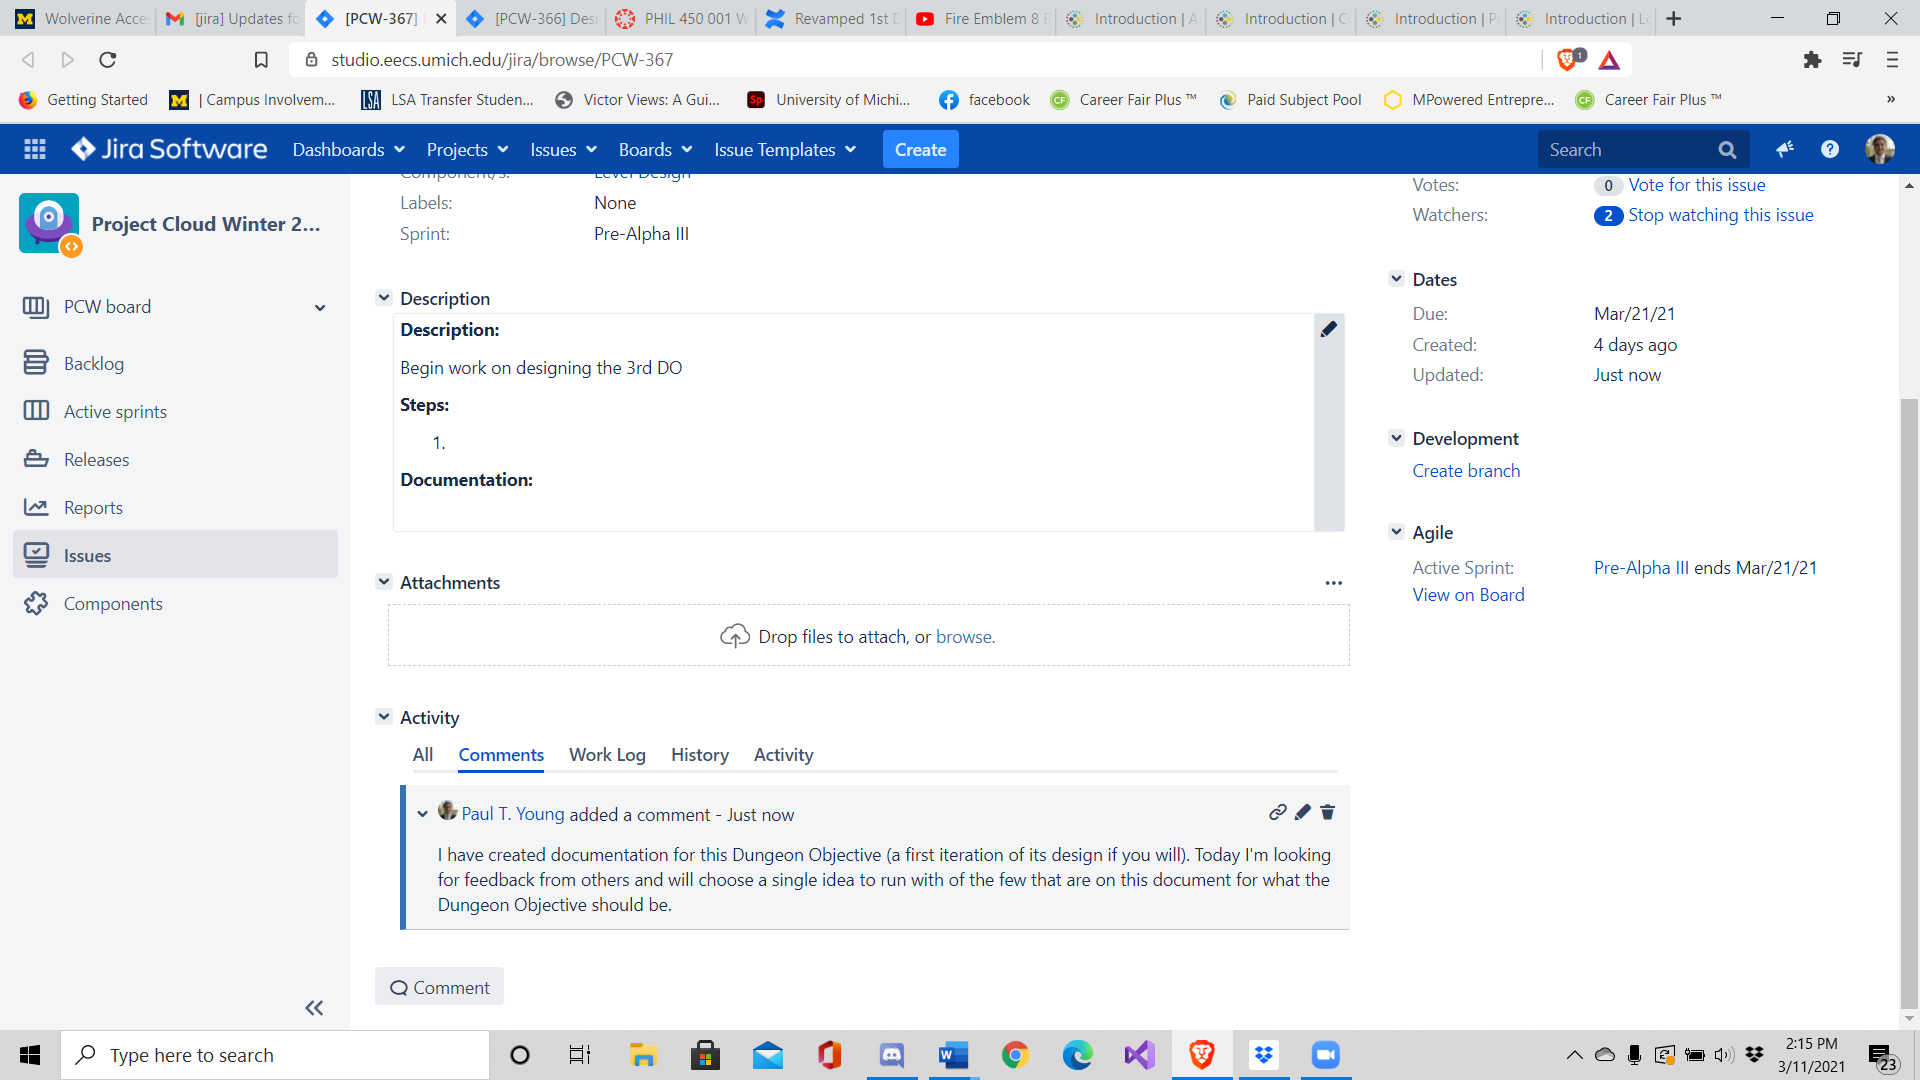 Wolverine Acce
[jira] Updates fo
[PCW-367]
[PCW-366] Desi
PHIL 450 001 W
Revamped 1st D
Fire Emblem 8 R
Introduction | A
Introduction | C
Introduction | P
Introduction | Lo
studio.eecs.umich.edu/jira/browse/PCW-367
1
Getting Started
| Campus Involvem...
LSA Transfer Studen...
Victor Views: A Gui...
University of Michi...
facebook
Career Fair Plus ™
Paid Subject Pool
MPowered Entrepre...
Career Fair Plus ™
»
Jira Software
Dashboards
Projects
Issues
Boards
Issue Templates
Create
Search
Project Cloud Winter 2...
PCW board
Backlog
Active sprints
Releases
Reports
Issues
Components
Component/s: Level Design
Labels: None
Sprint: Pre-Alpha III
Description
Description:
Begin work on designing the 3rd DO
Steps:
1.
Documentation:
Attachments
Drop files to attach, or browse.
Activity
All Comments Work Log History Activity
Paul T. Young added a comment - Just now
I have created documentation for this Dungeon Objective (a first iteration of its design if you will). Today I'm looking
for feedback from others and will choose a single idea to run with of the few that are on this document for what the
Dungeon Objective should be.
Comment
Votes: 0 Vote for this issue
Watchers: 2 Stop watching this issue
Dates
Due: Mar/21/21
Created: 4 days ago
Updated: Just now
Development
Create branch
Agile
Active Sprint: Pre-Alpha III ends Mar/21/21
View on Board
Type here to search
2:15 PM
3/11/2021
23